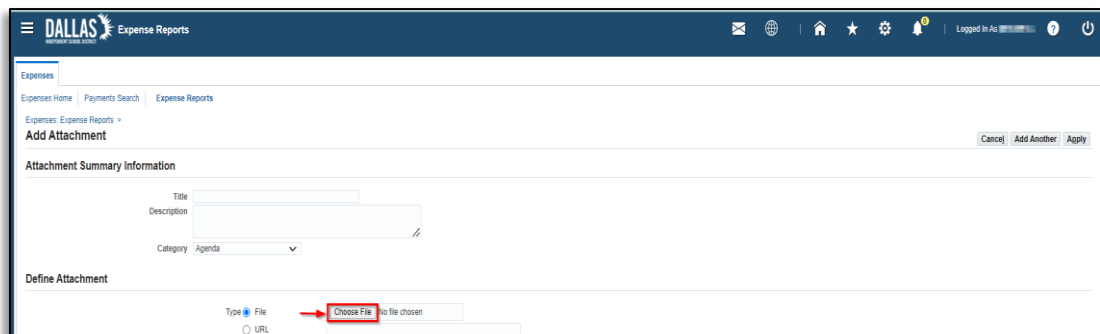 DALLAS Expense Reports
INDEPENDENT SCHOOL DISTRICT
6 Logged In As ?
Expenses
Expenses Home Payments Search Expense Reports
Expenses: Expense Reports >
Add Attachment
Cancel Add Another Apply
Attachment Summary Information
Title
Description
Category Agenda
Define Attachment
Type File Choose File No file chosen
URL